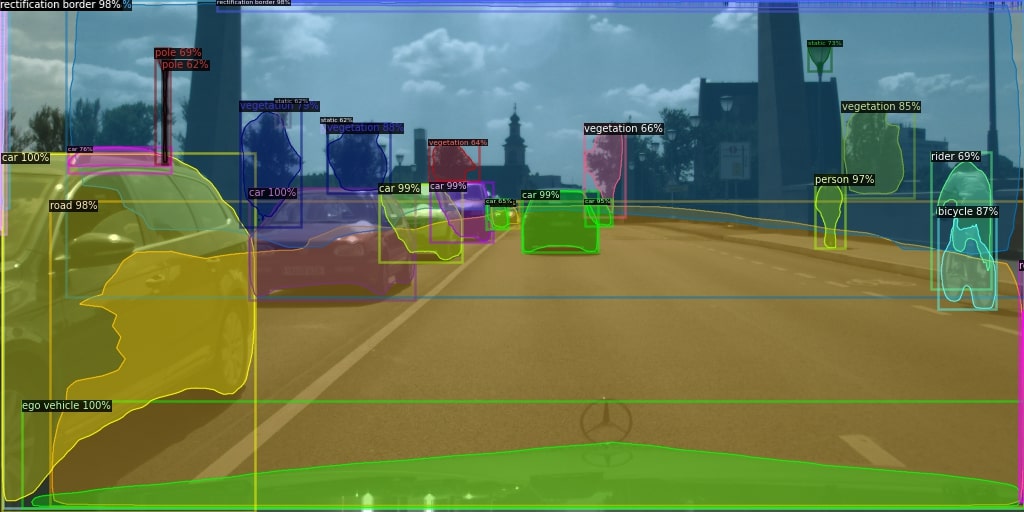 rectification border 98%
rectification border 98%
pole 69%
pole 62%
static 73%
static 62%
vegetation 79%
static 62%
vegetation 88%
vegetation 85%
vegetation 66%
vegetation 64%
car 76%
car 100%
rider 69%
person 97%
car 99%
car 99%
car 100%
car 99%
car 65%
car 95%
road 98%
bicycle 87%
ego vehicle 100%